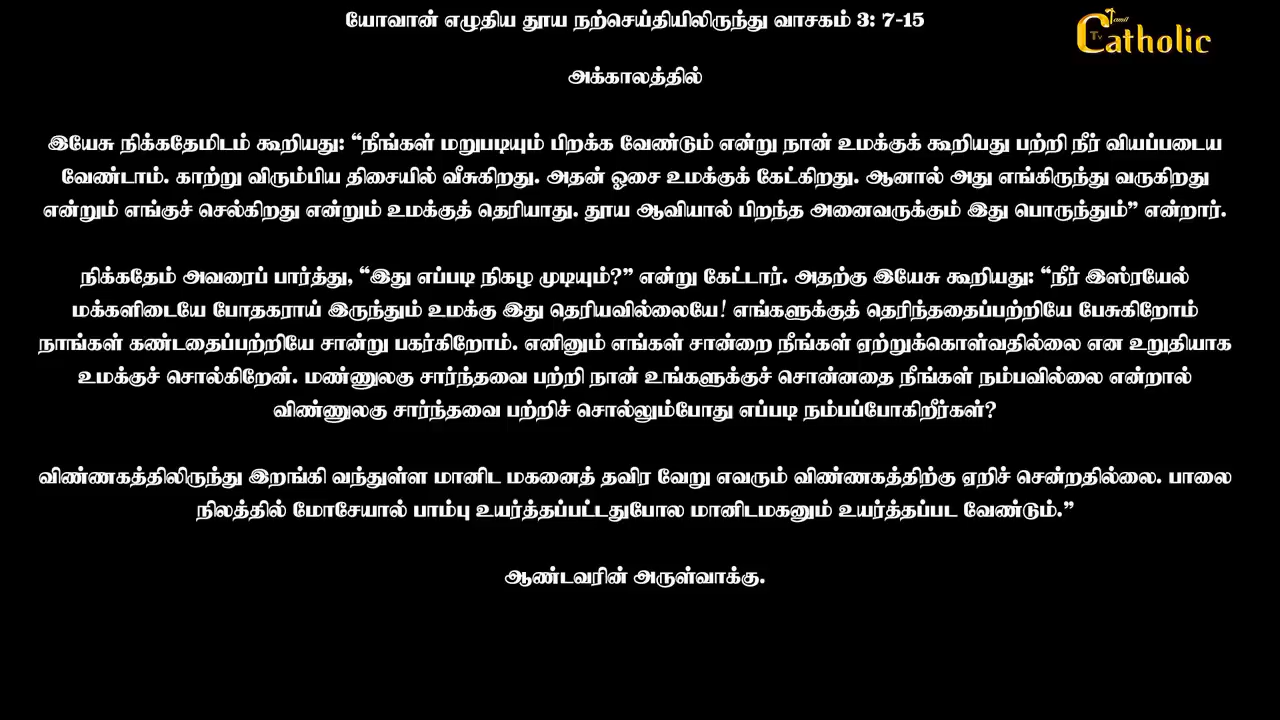 யோவான் எழுதிய தூய நற்செய்தியிலிருந்து வாசகம் 3: 7-15
Tamil
Catholic
Tv
அக்காலத்தில்
இயேசு நிக்கதேமிடம் கூறியது: “நீங்கள் மறுபடியும் பிறக்க வேண்டும் என்று நான் உமக்குக் கூறியது பற்றி நீர் வியப்படைய
வேண்டாம். காற்று விரும்பிய திசையில் வீசுகிறது. அதன் ஓசை உமக்குக் கேட்கிறது. ஆனால் அது எங்கிருந்து வருகிறது
என்றும் எங்குச் செல்கிறது என்றும் உமக்குத் தெரியாது. தூய ஆவியால் பிறந்த அனைவருக்கும் இது பொருந்தும்” என்றார்.
நிக்கதேம் அவரைப் பார்த்து, “இது எப்படி நிகழ முடியும்?” என்று கேட்டார். அதற்கு இயேசு கூறியது: “நீர் இஸ்ரயேல்
மக்களிடையே போதகராய் இருந்தும் உமக்கு இது தெரியவில்லையே! எங்களுக்குத் தெரிந்ததைப்பற்றியே பேசுகிறோம்
நாங்கள் கண்டதைப்பற்றியே சான்று பகர்கிறோம். எனினும் எங்கள் சான்றை நீங்கள் ஏற்றுக்கொள்வதில்லை என உறுதியாக
உமக்குச் சொல்கிறேன். மண்ணுலகு சார்ந்தவை பற்றி நான் உங்களுக்குச் சொன்னதை நீங்கள் நம்பவில்லை என்றால்
விண்ணுலகு சார்ந்தவை பற்றிச் சொல்லும்போது எப்படி நம்பப்போகிறீர்கள்?
விண்ணகத்திலிருந்து இறங்கி வந்துள்ள மானிட மகனைத் தவிர வேறு எவரும் விண்ணகத்திற்கு ஏறிச் சென்றதில்லை. பாலை
நிலத்தில் மோசேயால் பாம்பு உயர்த்தப்பட்டதுபோல மானிடமகனும் உயர்த்தப்பட வேண்டும்.”
ஆண்டவரின் அருள்வாக்கு.